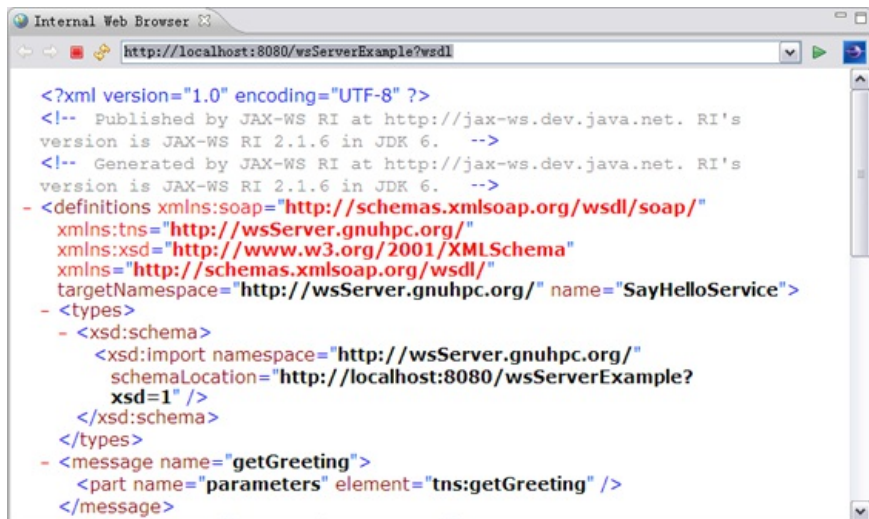 Internal Web Browser
http://localhost:8080/wsServerExample?wsdl
<?xml version="1.0" encoding="UTF-8" ?>
<!-- Published by JAX-WS RI at http://jax-ws.dev.java.net. RI's
version is JAX-WS RI 2.1.6 in JDK 6. -->
<!-- Generated by JAX-WS RI at http://jax-ws.dev.java.net. RI's
version is JAX-WS RI 2.1.6 in JDK 6. -->
- <definitions xmlns:soap="http://schemas.xmlsoap.org/wsdl/soap/"
xmlns:tns="http://wsServer.gnuhpc.org/"
xmlns:xsd="http://www.w3.org/2001/XMLSchema"
xmlns="http://schemas.xmlsoap.org/wsdl/"
targetNamespace="http://wsServer.gnuhpc.org/" name="SayHelloService">
- <types>
- <xsd:schema>
<xsd:import namespace="http://wsServer.gnuhpc.org/"
schemaLocation="http://localhost:8080/wsServerExample?
xsd=1" />
</xsd:schema>
</types>
- <message name="getGreeting">
<part name="parameters" element="tns:getGreeting" />
</message>